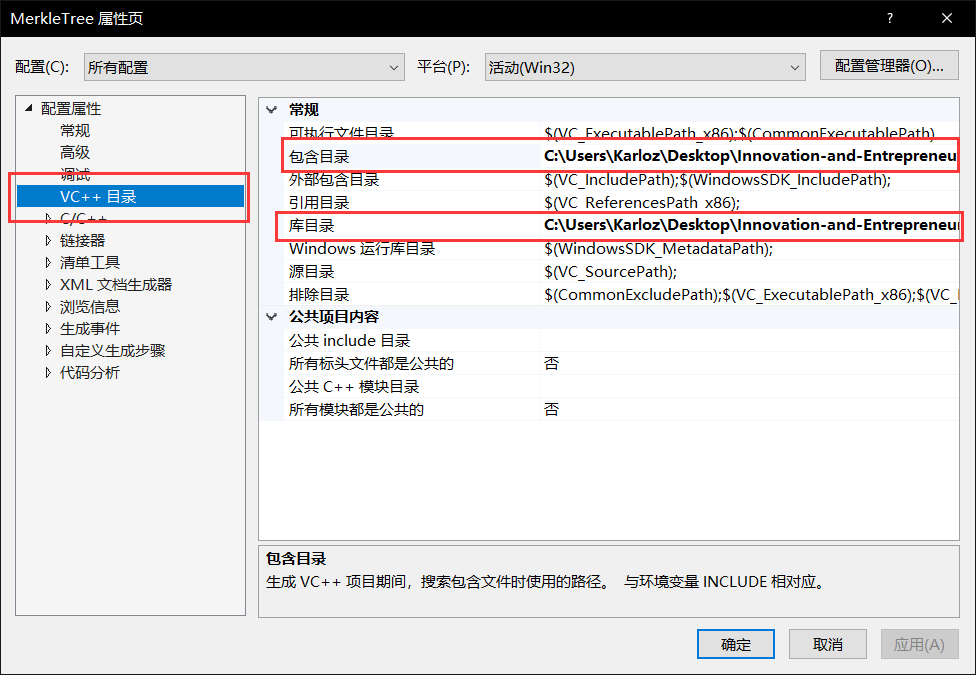 MerkleTree 属性页
配置(C): 所有配置 平台(P): 活动(Win32) 配置管理器(O)...
配置属性
常规
高级
调试
VC++ 目录
C/C++
链接器
清单工具
XML 文档生成器
浏览信息
生成事件
自定义生成步骤
代码分析
常规
可执行文件目录 $(VC_ExecutablePath_x86);$(CommonExecutablePath)
包含目录 C:\Users\Karloz\Desktop\Innovation-and-Entrepreneu
外部包含目录 $(VC_IncludePath);$(WindowsSDK_IncludePath);
引用目录 $(VC_ReferencesPath_x86);
库目录 C:\Users\Karloz\Desktop\Innovation-and-Entrepreneu
Windows 运行库目录 $(WindowsSDK_MetadataPath);
源目录 $(VC_SourcePath);
排除目录 $(CommonExcludePath);$(VC_ExecutablePath_x86);$(VC_
公共项目内容
公共 include 目录
所有标头文件都是公共的 否
公共 C++ 模块目录
所有模块都是公共的 否
包含目录
生成 VC++ 项目期间，搜索包含文件时使用的路径。 与环境变量 INCLUDE 相对应。
确定 取消 应用(A)